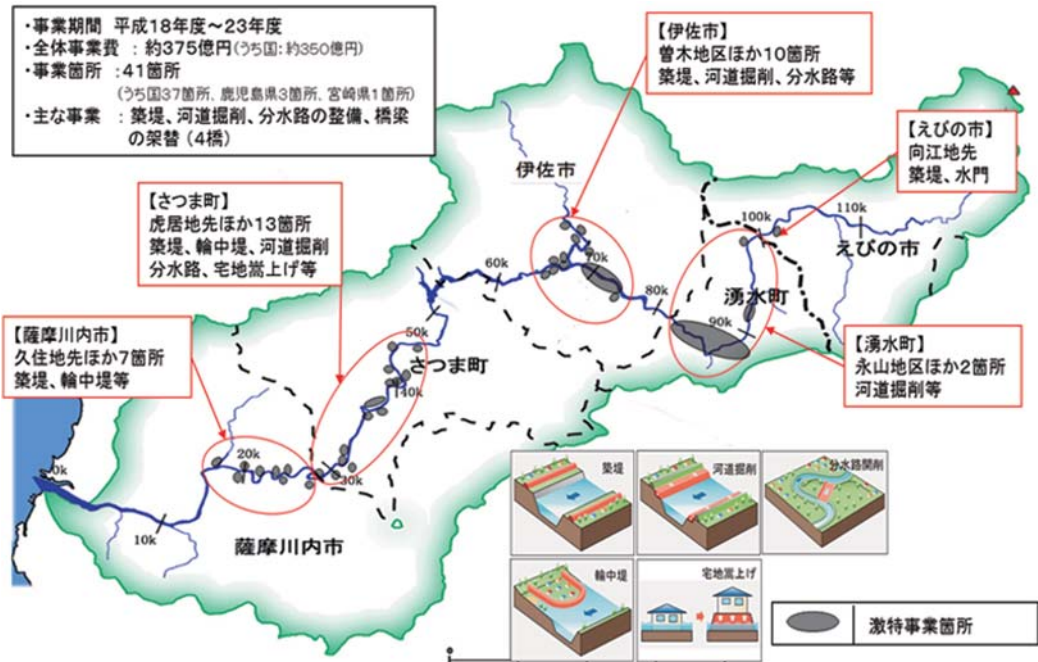 ・事業期間 平成18年度～23年度
・全体事業費 : 約375億円(うち国:約350億円)
・事業箇所 :41箇所
(うち国37箇所、鹿児島県3箇所、宮崎県1箇所)
・主な事業 : 築堤、河道掘削、分水路の整備、橋梁
の架替 (4橋)
【伊佐市】
曽木地区ほか10箇所
築堤、河道掘削、分水路等
【えびの市】
向江地先
築堤、水門
【さつま町】
虎居地先ほか13箇所
築堤、輪中堤、河道掘削
分水路、宅地嵩上げ等
【薩摩川内市】
久住地先ほか7箇所
築堤、輪中堤等
【湧水町】
永山地区ほか2箇所
河道掘削等
伊佐市
えびの市
湧水町
さつま町
薩摩川内市
0k
10k
20k
30k
40k
50k
60k
70k
80k
90k
100k
110k
築堤
河道掘削
分水路開削
輪中堤
宅地嵩上げ
激特事業箇所